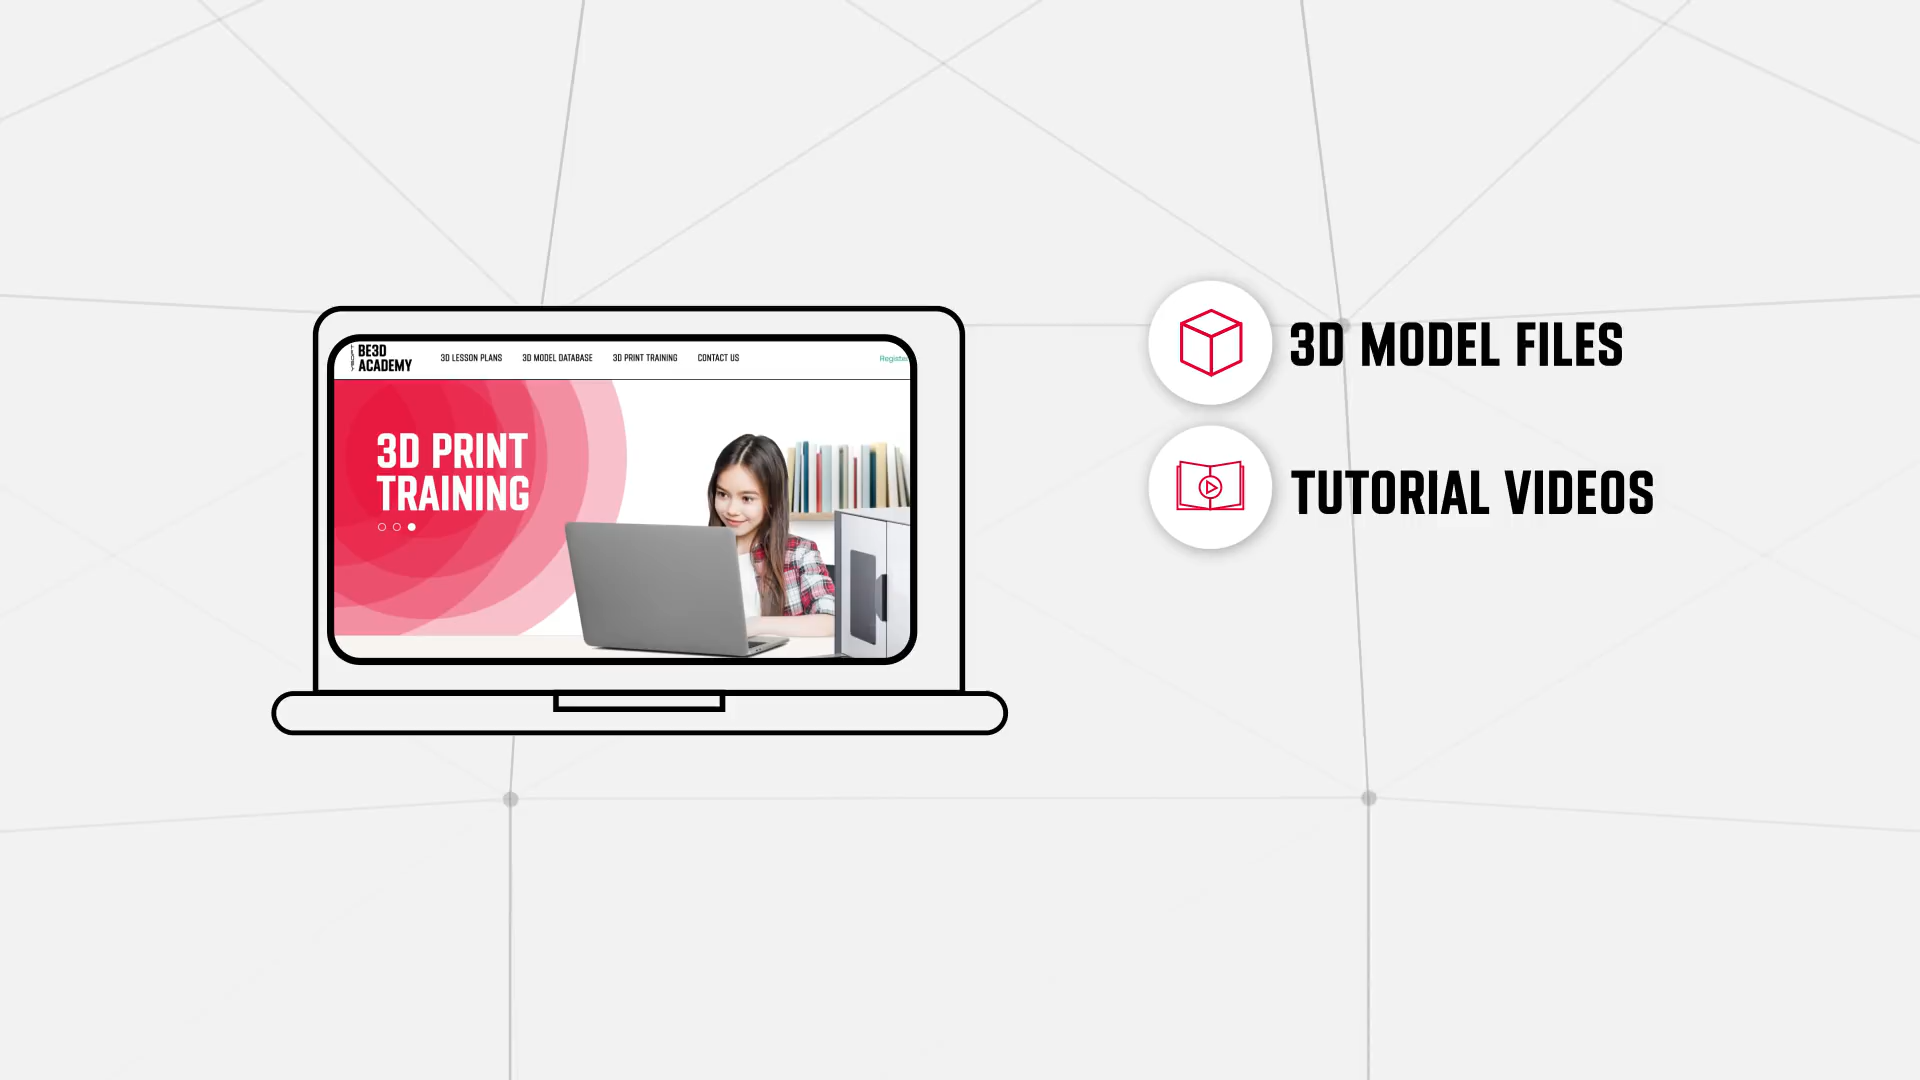 BE3D
ACADEMY
3D LESSON PLANS
3D MODEL DATABASE
3D PRINT TRAINING
CONTACT US
3D PRINT
TRAINING
3D MODEL FILES
TUTORIAL VIDEOS